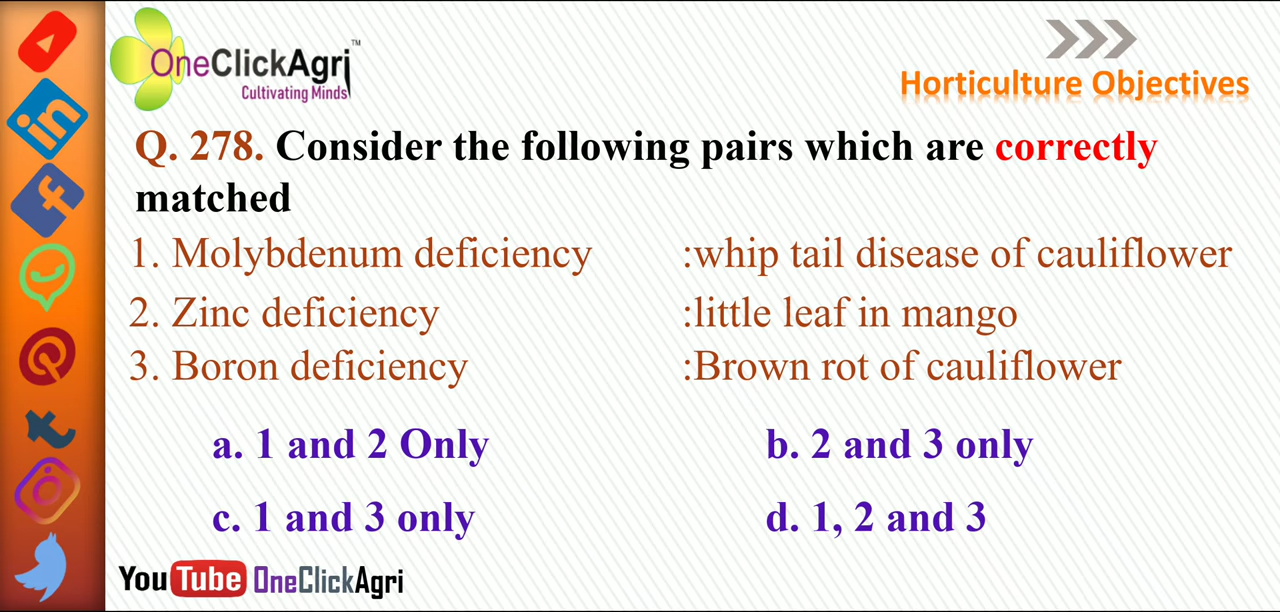 OneClickAgri™
Cultivating Minds
Horticulture Objectives
Q. 278. Consider the following pairs which are correctly
matched
1. Molybdenum deficiency :whip tail disease of cauliflower
2. Zinc deficiency :little leaf in mango
3. Boron deficiency :Brown rot of cauliflower
a. 1 and 2 Only b. 2 and 3 only
c. 1 and 3 only d. 1, 2 and 3
YouTube OneClickAgri